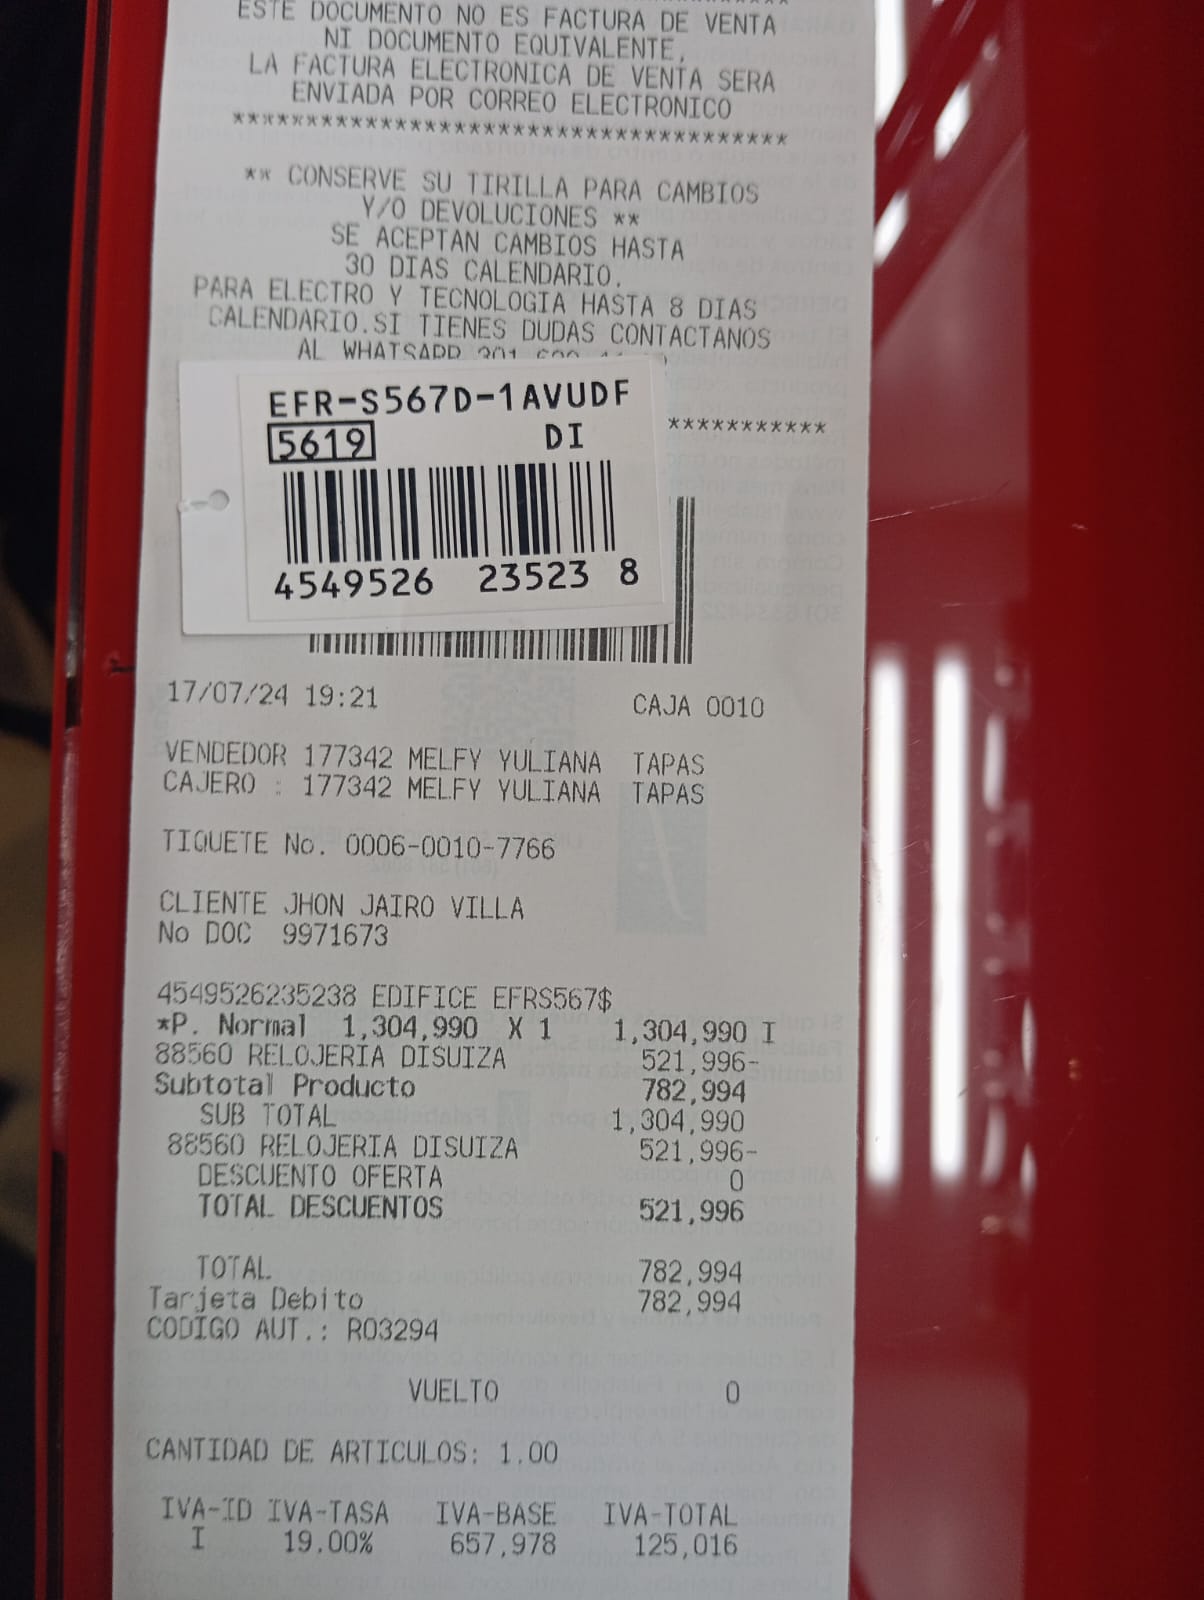 ESTE DOCUMENTO NO ES FACTURA DE VENTA
NI DOCUMENTO EQUIVALENTE,
LA FACTURA ELECTRONICA DE VENTA SERA
ENVIADA POR CORREO ELECTRONICO
**************************************
** CONSERVE SU TIRILLA PARA CAMBIOS
Y/O DEVOLUCIONES **
SE ACEPTAN CAMBIOS HASTA
30 DIAS CALENDARIO.
PARA ELECTRO Y TECNOLOGIA HASTA 8 DIAS
CALENDARIO.SI TIENES DUDAS CONTACTANOS
AL WHATSAPP 301
EFR-S567D-1AVUDF
***********
5619 DI
4549526 23523 8
17/07/24 19:21 CAJA 0010
VENDEDOR 177342 MELFY YULIANA TAPAS
CAJERO : 177342 MELFY YULIANA TAPAS
TIQUETE No. 0006-0010-7766
CLIENTE JHON JAIRO VILLA
No DOC 9971673
4549526235238 EDIFICE EFRS567$
*P. Normal 1,304,990 X 1 1,304,990 I
88560 RELOJERIA DISUIZA 521,996-
Subtotal Producto 782,994
SUB TOTAL 1,304,990
88560 RELOJERIA DISUIZA 521,996-
DESCUENTO OFERTA 0
TOTAL DESCUENTOS 521,996
TOTAL 782,994
Tarjeta Debito 782,994
CODIGO AUT.: R03294
VUELTO 0
CANTIDAD DE ARTICULOS: 1.00
IVA-ID IVA-TASA IVA-BASE IVA-TOTAL
I 19.00% 657,978 125,016